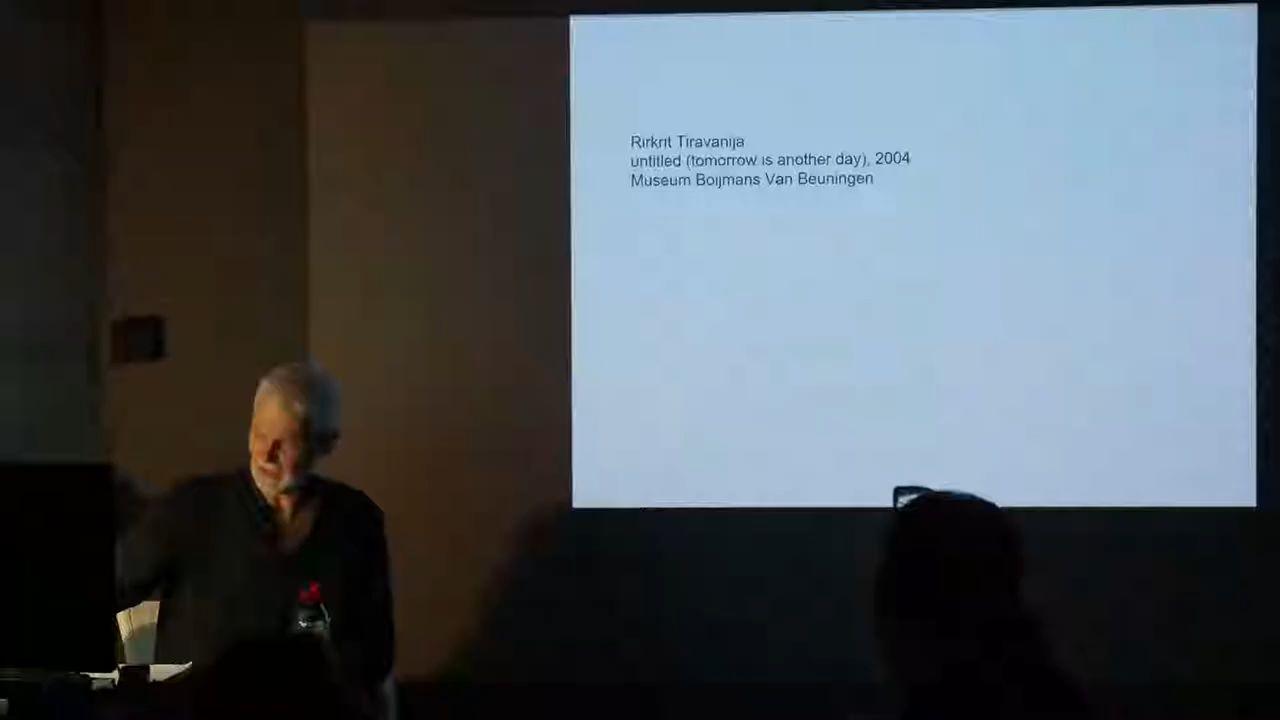 Rirkrit Tiravanija
untitled (tomorrow is another day), 2004
Museum Boijmans Van Beuningen